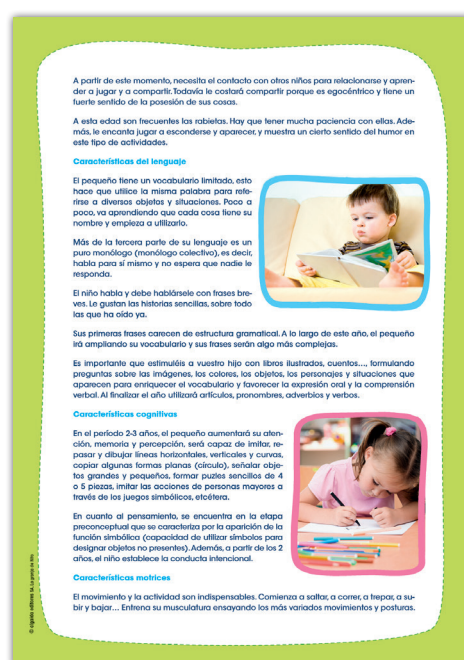 A partir de este momento, necesita el contacto con otros niños para relacionarse y apren-
der a jugar y a compartir. Todavía le costará compartir porque es egocéntrico y tiene un
fuerte sentido de la posesión de sus cosas.
A esta edad son frecuentes las rabietas. Hay que tener mucha paciencia con ellas. Ade-
más, le encanta jugar a esconderse y aparecer, y muestra un cierto sentido del humor en
este tipo de actividades.
Características del lenguaje
El pequeño tiene un vocabulario limitado, esto
hace que utilice la misma palabra para refe-
rirse a diversos objetos y situaciones. Poco a
poco, va aprendiendo que cada cosa tiene su
nombre y empieza a utilizarlo.
Más de la tercera parte de su lenguaje es un
puro monólogo (monólogo colectivo), es decir,
habla para sí mismo y no espera que nadie le
responda.
El niño habla y debe hablársele con frases bre-
ves. Le gustan las historias sencillas, sobre todo
las que ha oído ya.
Sus primeras frases carecen de estructura gramatical. A lo largo de este año, el pequeño
irá ampliando su vocabulario y sus frases serán algo más complejas.
Es importante que estimuléis a vuestro hijo con libros ilustrados, cuentos..., formulando
preguntas sobre las imágenes, los colores, los objetos, los personajes y situaciones que
aparecen para enriquecer el vocabulario y favorecer la expresión oral y la comprensión
verbal. Al finalizar el año utilizará artículos, pronombres, adverbios y verbos.
Características cognitivas
En el período 2-3 años, el pequeño aumentará su aten-
ción, memoria y percepción, será capaz de imitar, re-
pasar y dibujar líneas horizontales, verticales y curvas,
copiar algunas formas planas (círculo), señalar obje-
tos grandes y pequeños, formar puzles sencillos de 4
o 5 piezas, imitar las acciones de personas mayores a
través de los juegos simbólicos, etcétera.
En cuanto al pensamiento, se encuentra en la etapa
preconceptual que se caracteriza por la aparición de la
función simbólica (capacidad de utilizar símbolos para
designar objetos no presentes). Además, a partir de los 2
años, el niño establece la conducta intencional.
Características motrices
El movimiento y la actividad son indispensables. Comienza a saltar, a correr, a trepar, a su-
bir y bajar... Entrena su musculatura ensayando los más variados movimientos y posturas.
© algaida editores SA. La granja de Nito